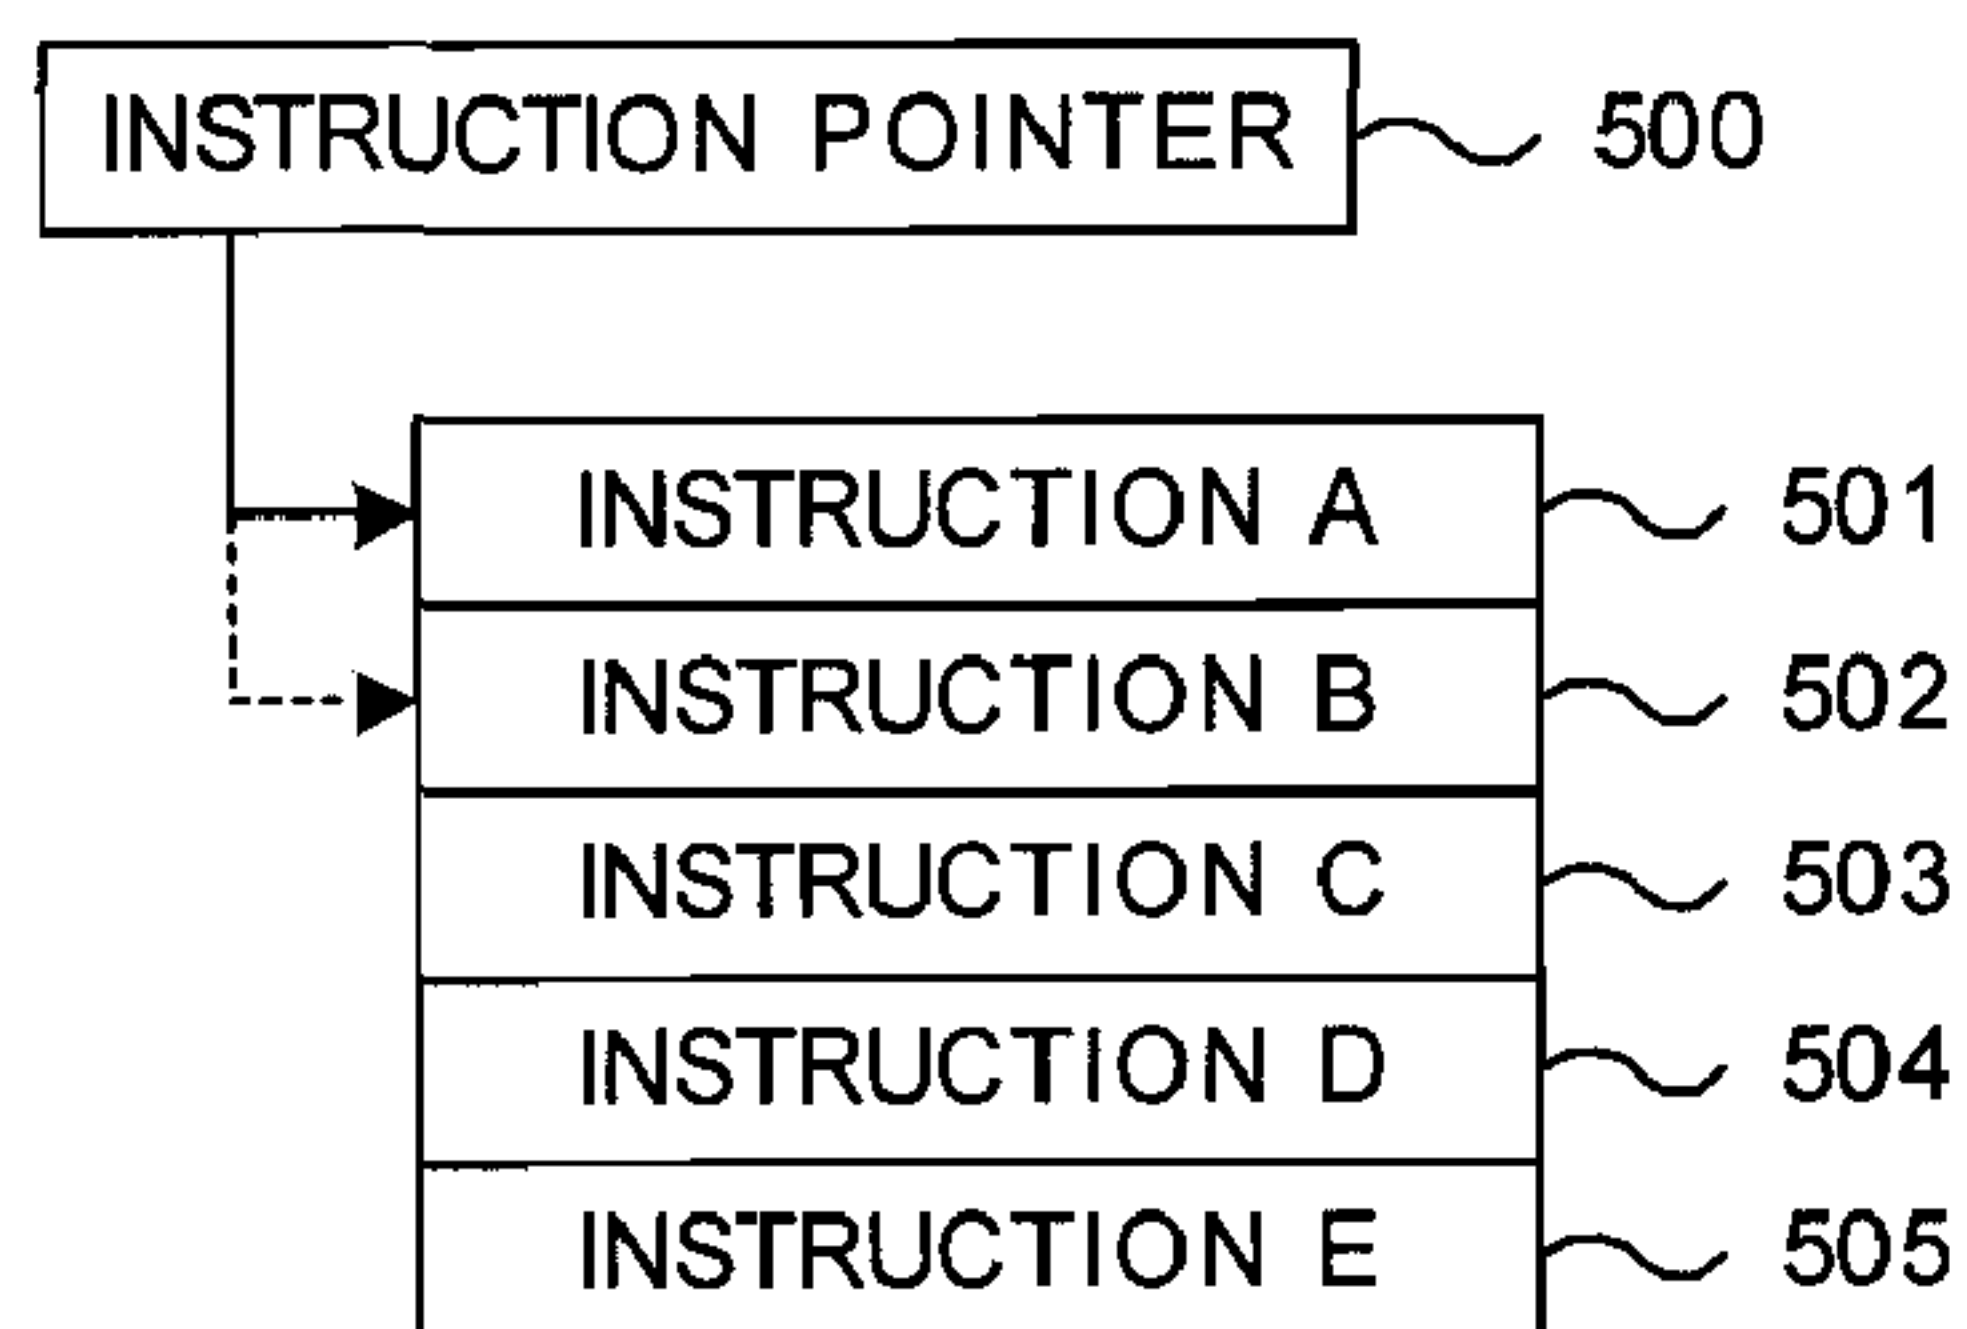 INSTRUCTION POINTER 500
INSTRUCTION A 501
INSTRUCTION B 502
INSTRUCTION C 503
INSTRUCTION D 504
INSTRUCTION E 505